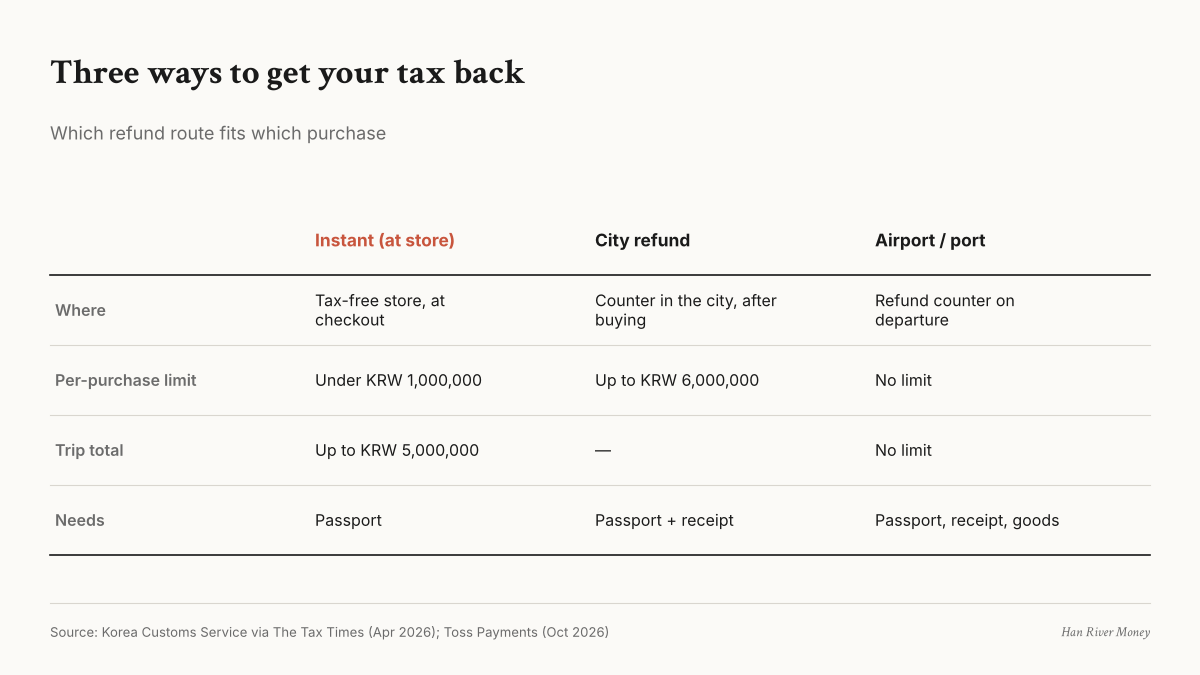 Three ways to get your tax back
Which refund route fits which purchase
Instant (at store)
City refund
Airport / port
Where
Tax-free store, at
checkout
Counter in the city, after
buying
Refund counter on
departure
Per-purchase limit
Under KRW 1,000,000
Up to KRW 6,000,000
No limit
Trip total
Up to KRW 5,000,000
—
No limit
Needs
Passport
Passport + receipt
Passport, receipt, goods
Source: Korea Customs Service via The Tax Times (Apr 2026); Toss Payments (Oct 2026)
Han River Money